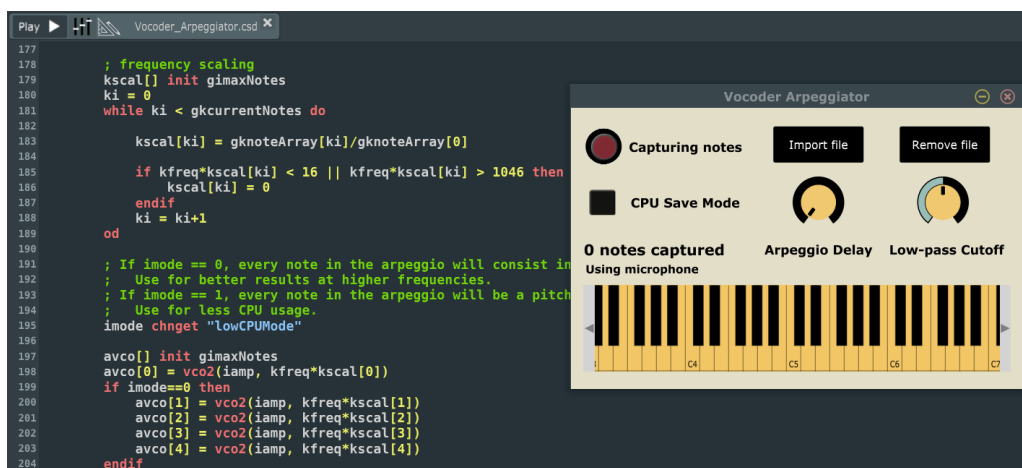 Play
Vocoder_Arpeggiator.csd
177
178 ; frequency scaling
179 kscal[] init gimaxNotes
180 ki = 0
181 while ki < gkcurrentNotes do
182
183 kscal[ki] = gknoteArray[ki]/gknoteArray[0]
184
185 if kfreq*kscal[ki] < 16 || kfreq*kscal[ki] > 1046 then
186 kscal[ki] = 0
187 endif
188 ki = ki+1
189 od
190
191 ; If imode == 0, every note in the arpeggio will consist in
192 ; Use for better results at higher frequencies.
193 ; If imode == 1, every note in the arpeggio will be a pitch
194 ; Use for less CPU usage.
195 imode chnget "lowCPUMode"
196
197 avco[] init gimaxNotes
198 avco[0] = vco2(iamp, kfreq*kscal[0])
199 if imode==0 then
200 avco[1] = vco2(iamp, kfreq*kscal[1])
201 avco[2] = vco2(iamp, kfreq*kscal[2])
202 avco[3] = vco2(iamp, kfreq*kscal[3])
203 avco[4] = vco2(iamp, kfreq*kscal[4])
204 endif
Vocoder Arpeggiator
Capturing notes
Import file
Remove file
CPU Save Mode
0 notes captured
Arpeggio Delay
Low-pass Cutoff
Using microphone
C4
C5
C6
C7